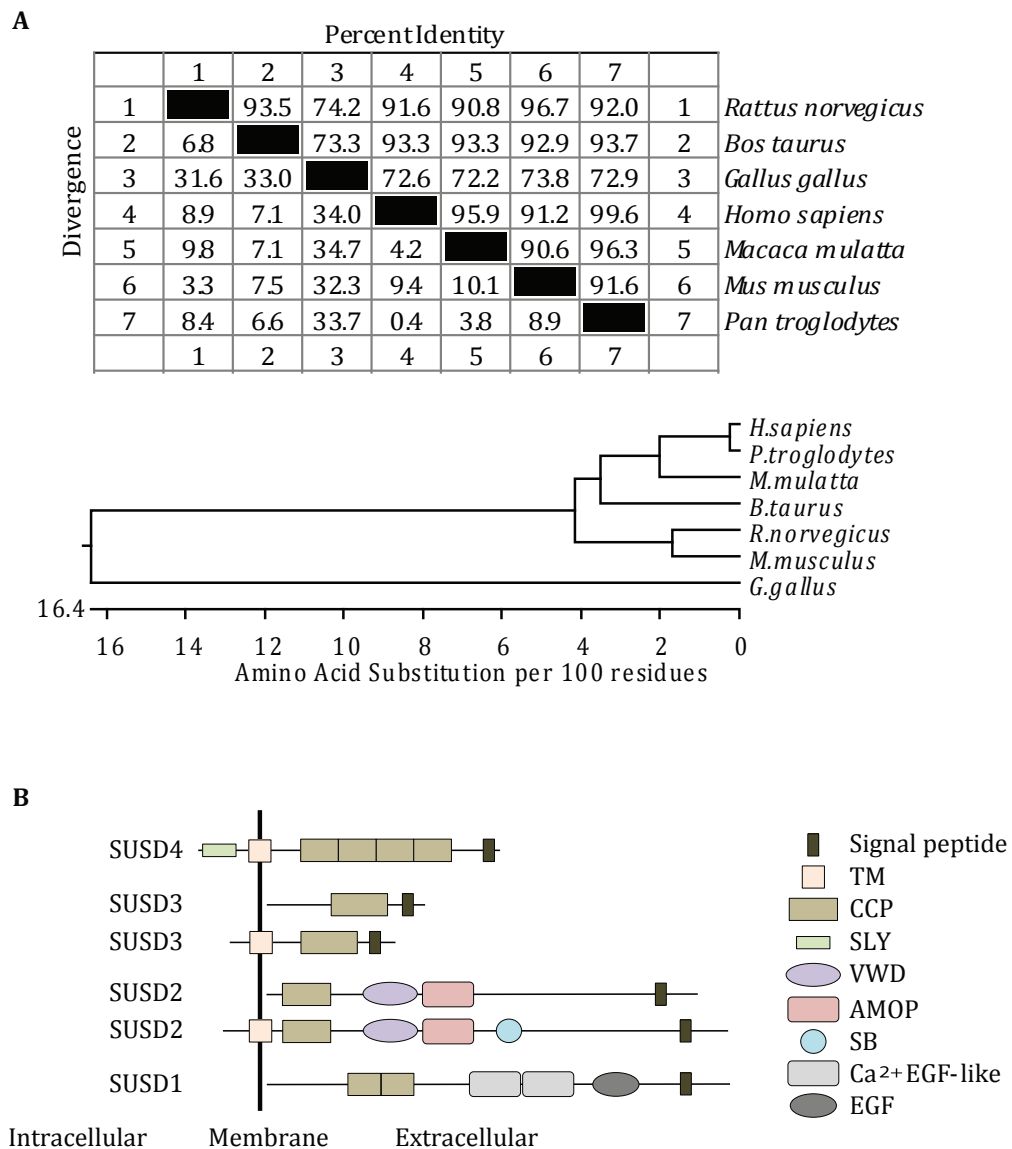 A
Percent Identity
1 2 3 4 5 6 7
1 93.5 74.2 91.6 90.8 96.7 92.0 1 Rattus norvegicus
2 6.8 73.3 93.3 93.3 92.9 93.7 2 Bos taurus
3 31.6 33.0 72.6 72.2 73.8 72.9 3 Gallus gallus
4 8.9 7.1 34.0 95.9 91.2 99.6 4 Homo sapiens
5 9.8 7.1 34.7 4.2 90.6 96.3 5 Macaca mulatta
6 3.3 7.5 32.3 9.4 10.1 91.6 6 Mus musculus
7 8.4 6.6 33.7 0.4 3.8 8.9 7 Pan troglodytes
1 2 3 4 5 6 7
Divergence
H.sapiens
P.troglodytes
M.mulatta
B.taurus
R.norvegicus
M.musculus
G.gallus
16.4
16 14 12 10 8 6 4 2 0
Amino Acid Substitution per 100 residues
B
SUSD4
SUSD3
SUSD3
SUSD2
SUSD2
SUSD1
Intracellular Membrane Extracellular
Signal peptide
TM
CCP
SLY
VWD
AMOP
SB
Ca2+ EGF-like
EGF